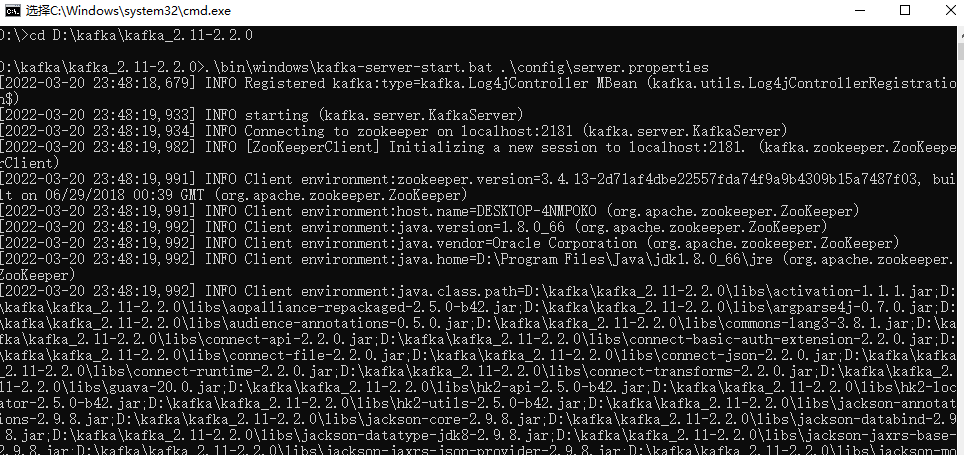 选择C:\Windows\system32\cmd.exe
D:\>cd D:\kafka\kafka_2.11-2.2.0
D:\kafka\kafka_2.11-2.2.0>.\bin\windows\kafka-server-start.bat .\config\server.properties
[2022-03-20 23:48:18,679] INFO Registered kafka:type=kafka.Log4jController MBean (kafka.utils.Log4jControllerRegistratio
n$)
[2022-03-20 23:48:19,933] INFO starting (kafka.server.KafkaServer)
[2022-03-20 23:48:19,934] INFO Connecting to zookeeper on localhost:2181 (kafka.server.KafkaServer)
[2022-03-20 23:48:19,982] INFO [ZooKeeperClient] Initializing a new session to localhost:2181. (kafka.zookeeper.ZooKeepe
rClient)
[2022-03-20 23:48:19,991] INFO Client environment:zookeeper.version=3.4.13-2d71af4dbe22557fda74f9a9b4309b15a7487f03, bui
lt on 06/29/2018 00:39 GMT (org.apache.zookeeper.ZooKeeper)
[2022-03-20 23:48:19,991] INFO Client environment:host.name=DESKTOP-4NMPOKO (org.apache.zookeeper.ZooKeeper)
[2022-03-20 23:48:19,992] INFO Client environment:java.version=1.8.0_66 (org.apache.zookeeper.ZooKeeper)
[2022-03-20 23:48:19,992] INFO Client environment:java.vendor=Oracle Corporation (org.apache.zookeeper.ZooKeeper)
[2022-03-20 23:48:19,992] INFO Client environment:java.home=D:\Program Files\Java\jdk1.8.0_66\jre (org.apache.zookeeper.
ZooKeeper)
[2022-03-20 23:48:19,992] INFO Client environment:java.class.path=D:\kafka\kafka_2.11-2.2.0\libs\activation-1.1.1.jar;D:
\kafka\kafka_2.11-2.2.0\libs\aopalliance-repackaged-2.5.0-b42.jar;D:\kafka\kafka_2.11-2.2.0\libs\argparse4j-0.7.0.jar;D:
\kafka\kafka_2.11-2.2.0\libs\audience-annotations-0.5.0.jar;D:\kafka\kafka_2.11-2.2.0\libs\commons-lang3-3.8.1.jar;D:\ka
fka\kafka_2.11-2.2.0\libs\connect-api-2.2.0.jar;D:\kafka\kafka_2.11-2.2.0\libs\connect-basic-auth-extension-2.2.0.jar;D:
\kafka\kafka_2.11-2.2.0\libs\connect-file-2.2.0.jar;D:\kafka\kafka_2.11-2.2.0\libs\connect-json-2.2.0.jar;D:\kafka\kafka
_2.11-2.2.0\libs\connect-runtime-2.2.0.jar;D:\kafka\kafka_2.11-2.2.0\libs\connect-transforms-2.2.0.jar;D:\kafka\kafka_2.
11-2.2.0\libs\guava-20.0.jar;D:\kafka\kafka_2.11-2.2.0\libs\hk2-api-2.5.0-b42.jar;D:\kafka\kafka_2.11-2.2.0\libs\hk2-loc
ator-2.5.0-b42.jar;D:\kafka\kafka_2.11-2.2.0\libs\hk2-utils-2.5.0-b42.jar;D:\kafka\kafka_2.11-2.2.0\libs\jackson-annotat
ions-2.9.8.jar;D:\kafka\kafka_2.11-2.2.0\libs\jackson-core-2.9.8.jar;D:\kafka\kafka_2.11-2.2.0\libs\jackson-databind-2.9
.8.jar;D:\kafka\kafka_2.11-2.2.0\libs\jackson-datatype-jdk8-2.9.8.jar;D:\kafka\kafka_2.11-2.2.0\libs\jackson-jaxrs-base-
2.9.8.jar;D:\kafka\kafka_2.11-2.2.0\libs\jackson-jaxrs-json-provider-2.9.8.jar;D:\kafka\kafka_2.11-2.2.0\libs\jackson-mo